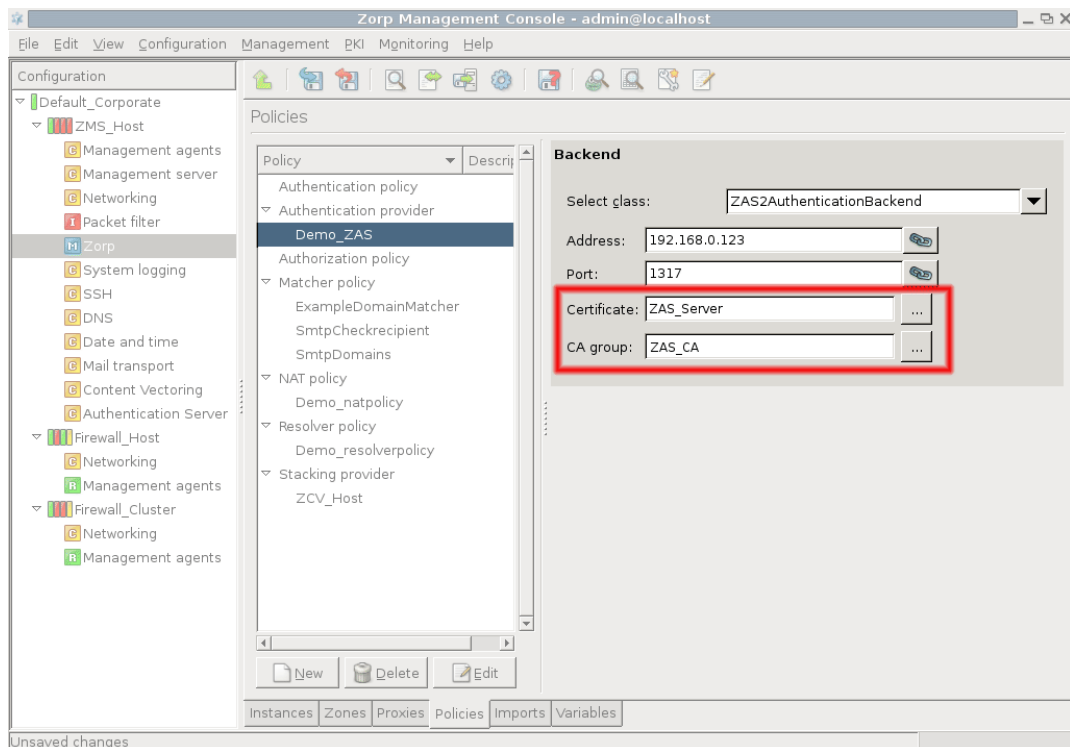 Zorp Management Console - admin@localhost
File Edit View Configuration Management PKI Monitoring Help
Configuration
Default_Corporate
ZMS_Host
C Management agents
C Management server
C Networking
I Packet filter
M Zorp
C System logging
C SSH
C DNS
C Date and time
C Mail transport
C Content Vectoring
C Authentication Server
Firewall_Host
C Networking
R Management agents
Firewall_Cluster
C Networking
R Management agents
Policies
Policy Descrip
Authentication policy
Authentication provider
Demo_ZAS
Authorization policy
Matcher policy
ExampleDomainMatcher
SmtpCheckrecipient
SmtpDomains
NAT policy
Demo_natpolicy
Resolver policy
Demo_resolverpolicy
Stacking provider
ZCV_Host
New Delete Edit
Backend
Select class: ZAS2AuthenticationBackend
Address: 192.168.0.123
Port: 1317
Certificate: ZAS_Server ...
CA group: ZAS_CA ...
Instances Zones Proxies Policies Imports Variables
Unsaved changes